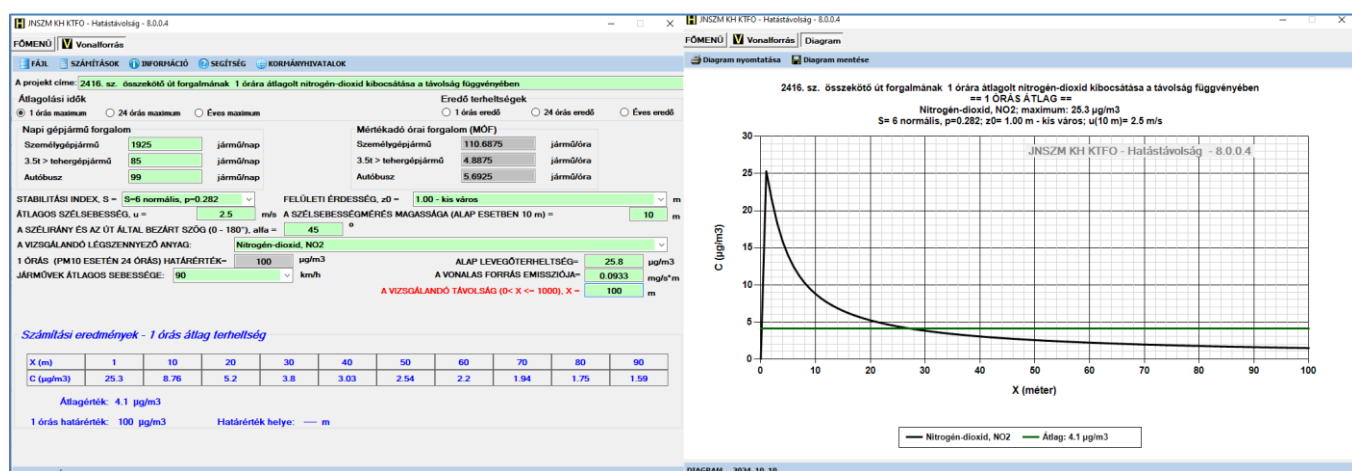 JNSZM KH KTFO - Hatástávolság - 8.0.0.4
FŐMENÜ Vonalforrás
FÁJL SZÁMÍTÁSOK INFORMÁCIÓ SEGÍTSÉG KORMÁNYHIVATALOK
A projekt címe: 2416. sz. összekötő út forgalmának 1 órára átlagolt nitrogén-dioxid kibocsátása a távolság függvényében
Átlagolási idők Eredő terheltségek
1 órás maximum 24 órás maximum Éves maximum 1 órás eredő 24 órás eredő Éves eredő
Napi gépjármű forgalom Mértékadó órai forgalom (MÓF)
Személygépjármű 1925 jármű/nap Személygépjármű 110.6875 jármű/óra
3.5t > tehergépjármű 85 jármű/nap 3.5t > tehergépjármű 4.8875 jármű/óra
Autóbusz 99 jármű/nap Autóbusz 5.6925 jármű/óra
STABILITÁSI INDEX, S = S=6 normális, p=0.282 FELÜLETI ÉRDESSÉG, z0 = 1.00 - kis város m
ÁTLAGOS SZÉLSEBESSÉG, u = 2.5 m/s A SZÉLSEBESSÉGMÉRÉS MAGASSÁGA (ALAP ESETBEN 10 m) = 10 m
A SZÉLIRÁNY ÉS AZ ÚT ÁLTAL BEZÁRT SZÖG (0 - 180°), alfa = 45 °
A VIZSGÁLANDÓ LÉGSZENNYEZŐ ANYAG: Nitrogén-dioxid, NO2
1 ÓRÁS (PM10 ESETÉN 24 ÓRÁS) HATÁRÉRTÉK= 100 µg/m3 ALAP LEVEGŐTERHELTSÉG= 25.8 µg/m3
JÁRMŰVEK ÁTLAGOS SEBESSÉGE: 90 km/h A VONALAS FORRÁS EMISSZIÓJA= 0.0933 mg/s*m
A VIZSGÁLANDÓ TÁVOLSÁG (0< X <= 1000), X = 100 m
Számítási eredmények - 1 órás átlag terheltség
X (m) 1 10 20 30 40 50 60 70 80 90
C (µg/m3) 25.3 8.76 5.2 3.8 3.03 2.54 2.2 1.94 1.75 1.59
Átlagérték: 4.1 µg/m3
1 órás határérték: 100 µg/m3 Határérték helye: --- m
JNSZM KH KTFO - Hatástávolság - 8.0.0.4
FŐMENÜ Vonalforrás Diagram
Diagram nyomtatása Diagram mentése
2416. sz. összekötő út forgalmának 1 órára átlagolt nitrogén-dioxid kibocsátása a távolság függvényében
== 1 ÓRÁS ÁTLAG ==
Nitrogén-dioxid, NO2; maximum: 25.3 µg/m3
S= 6 normális, p=0.282; z0= 1.00 m - kis város; u(10 m)= 2.5 m/s
JNSZM KH KTFO - Hatástávolság - 8.0.0.4
C (µg/m3)
30
25
20
15
10
5
0
0 10 20 30 40 50 60 70 80 90 100
X (méter)
Nitrogén-dioxid, NO2 Átlag: 4.1 µg/m3
DIAGRAM 2024. 10. 10.